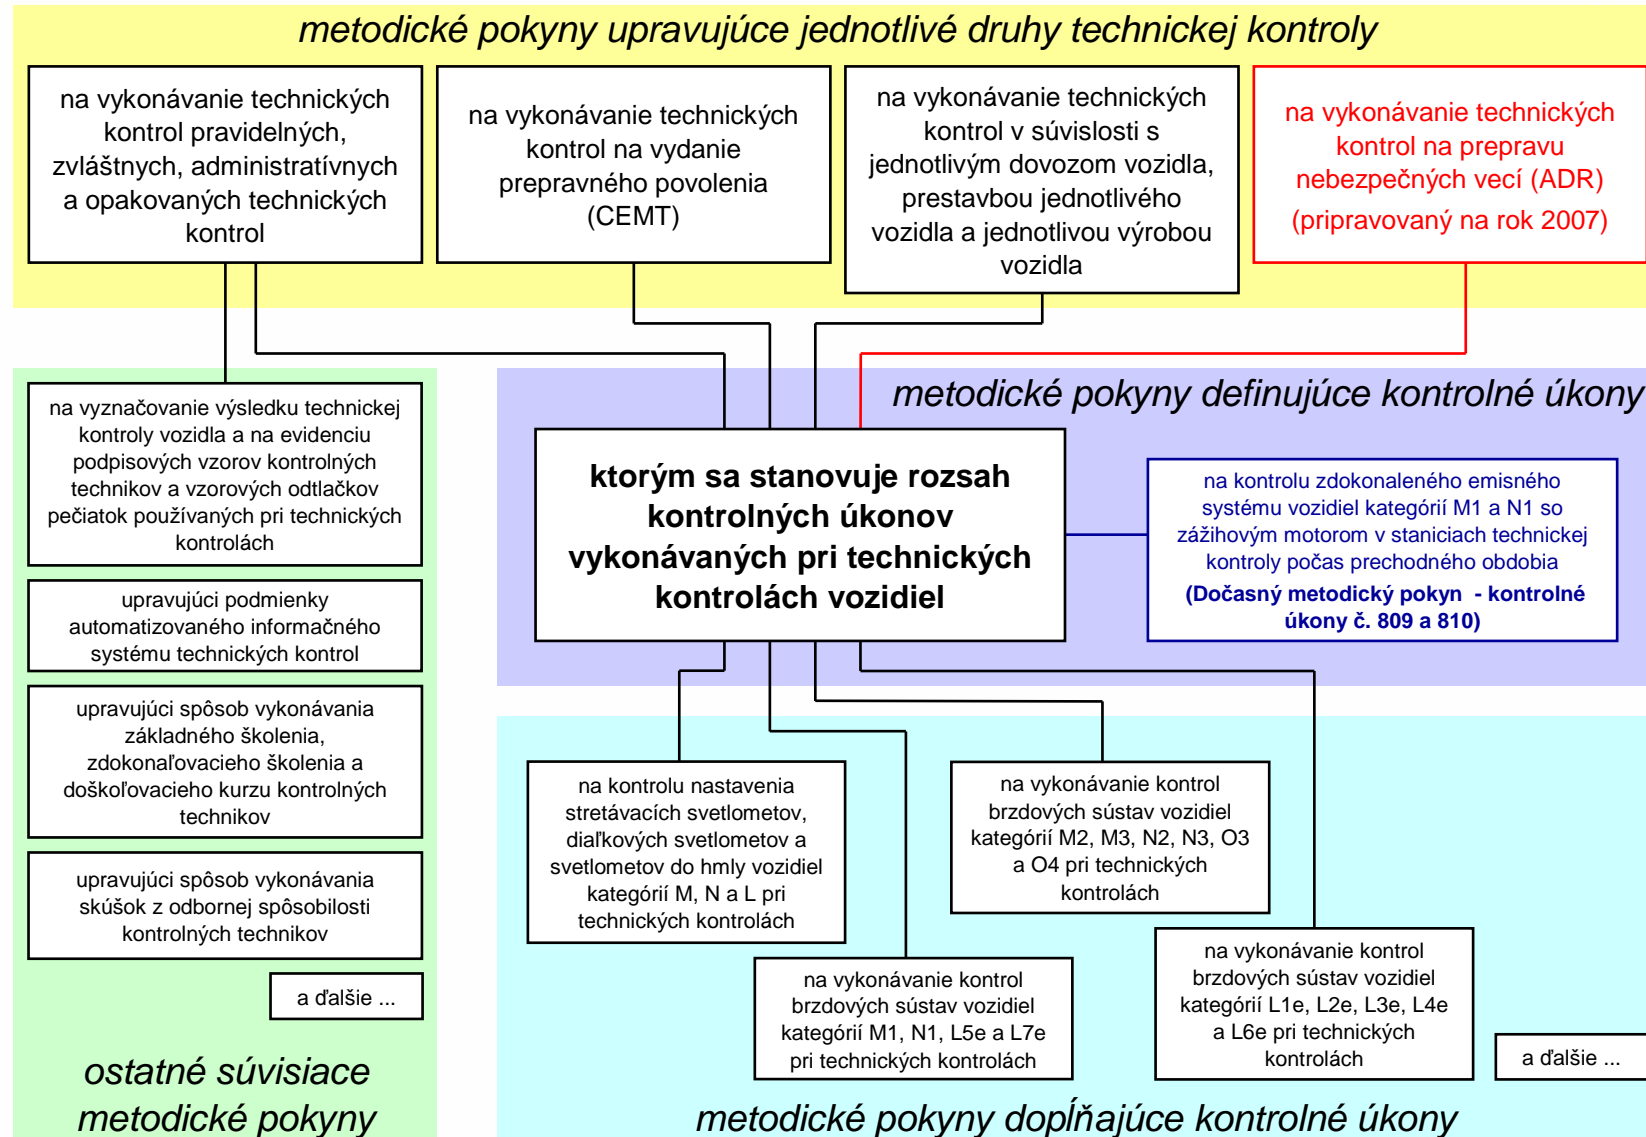 metodické pokyny upravujúce jednotlivé druhy technickej kontroly
na vykonávanie technických
kontrol pravidelných,
zvláštnych, administratívnych
a opakovaných technických
kontrol
na vykonávanie technických
kontrol na vydanie
prepravného povolenia
(CEMT)
na vykonávanie technických
kontrol v súvislosti s
jednotlivým dovozom vozidla,
prestavbou jednotlivého
vozidla a jednotlivou výrobou
vozidla
na vykonávanie technických
kontrol na prepravu
nebezpečných vecí (ADR)
(pripravovaný na rok 2007)
na vyznačovanie výsledku technickej
kontroly vozidla a na evidenciu
podpisových vzorov kontrolných
technikov a vzorových odtlačkov
pečiatok používaných pri technických
kontrolách
upravujúci podmienky
automatizovaného informačného
systému technických kontrol
upravujúci spôsob vykonávania
základného školenia,
zdokonaľovacieho školenia a
doškoľovacieho kurzu kontrolných
technikov
upravujúci spôsob vykonávania
skúšok z odbornej spôsobilosti
kontrolných technikov
a ďalšie ...
ostatné súvisiace
metodické pokyny
metodické pokyny definujúce kontrolné úkony
ktorým sa stanovuje rozsah
kontrolných úkonov
vykonávaných pri technických
kontrolách vozidiel
na kontrolu zdokonaleného emisného
systému vozidiel kategórií M1 a N1 so
zážihovým motorom v staniciach technickej
kontroly počas prechodného obdobia
(Dočasný metodický pokyn  - kontrolné
úkony č. 809 a 810)
na kontrolu nastavenia
stretávacích svetlometov,
diaľkových svetlometov a
svetlometov do hmly vozidiel
kategórií M, N a L pri
technických kontrolách
na vykonávanie kontrol
brzdových sústav vozidiel
kategórií M1, N1, L5e a L7e
pri technických kontrolách
na vykonávanie kontrol
brzdových sústav vozidiel
kategórií M2, M3, N2, N3, O3
a O4 pri technických
kontrolách
na vykonávanie kontrol
brzdových sústav vozidiel
kategórií L1e, L2e, L3e, L4e
a L6e pri technických
kontrolách
a ďalšie ...
metodické pokyny dopĺňajúce kontrolné úkony